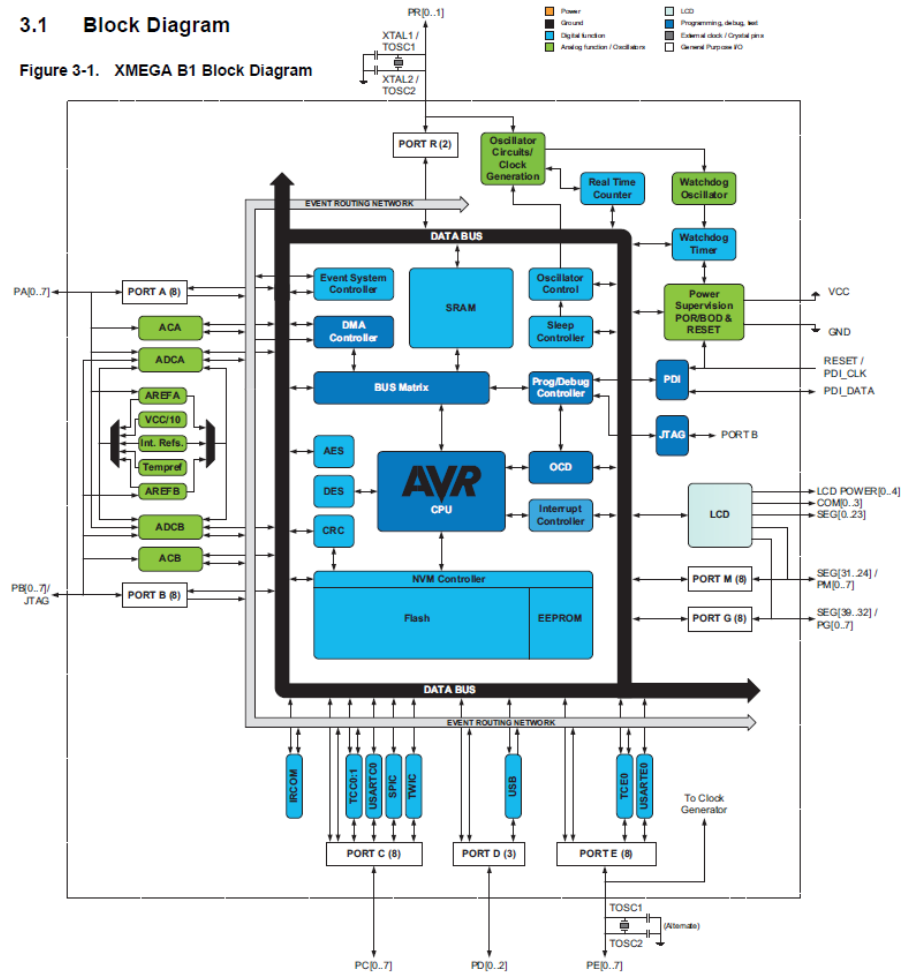 3.1 Block Diagram
Figure 3-1. XMEGA B1 Block Diagram
Power
Ground
Digital function
Analog function / Oscillators
LCD
Programming, debug, test
External clock / Crystal pins
General Purpose I/O
PR[0..1]
XTAL1 /
TOSC1
XTAL2 /
TOSC2
PORT R (2)
Oscillator
Circuits/
Clock
Generation
Real Time
Counter
Watchdog
Oscillator
Watchdog
Timer
EVENT ROUTING NETWORK
DATA BUS
Event System
Controller
SRAM
Oscillator
Control
Power
Supervision
POR/BOD &
RESET
VCC
GND
PA[0..7]
PORT A (8)
ACA
ADCA
AREFA
VCC/10
Int. Refs.
Tempref
AREFB
ADCB
ACB
PB[0..7]/
JTAG
PORT B (8)
DMA
Controller
Sleep
Controller
BUS Matrix
Prog/Debug
Controller
PDI
RESET /
PDI_CLK
PDI_DATA
JTAG
PORT B
AES
DES
CRC
AVR
CPU
OCD
Interrupt
Controller
LCD
LCD POWER[0..4]
COM[0..3]
SEG[0..23]
PORT M (8)
SEG[31..24] /
PM[0..7]
PORT G (8)
SEG[39..32] /
PG[0..7]
NVM Controller
Flash
EEPROM
DATA BUS
EVENT ROUTING NETWORK
IRCOM
TCC0:1
USARTC0
SPIC
TWIC
USB
TCE0
USARTE0
To Clock
Generator
PORT C (8)
PORT D (3)
PORT E (8)
TOSC1
(Alternate)
TOSC2
PC[0..7]
PD[0..2]
PE[0..7]